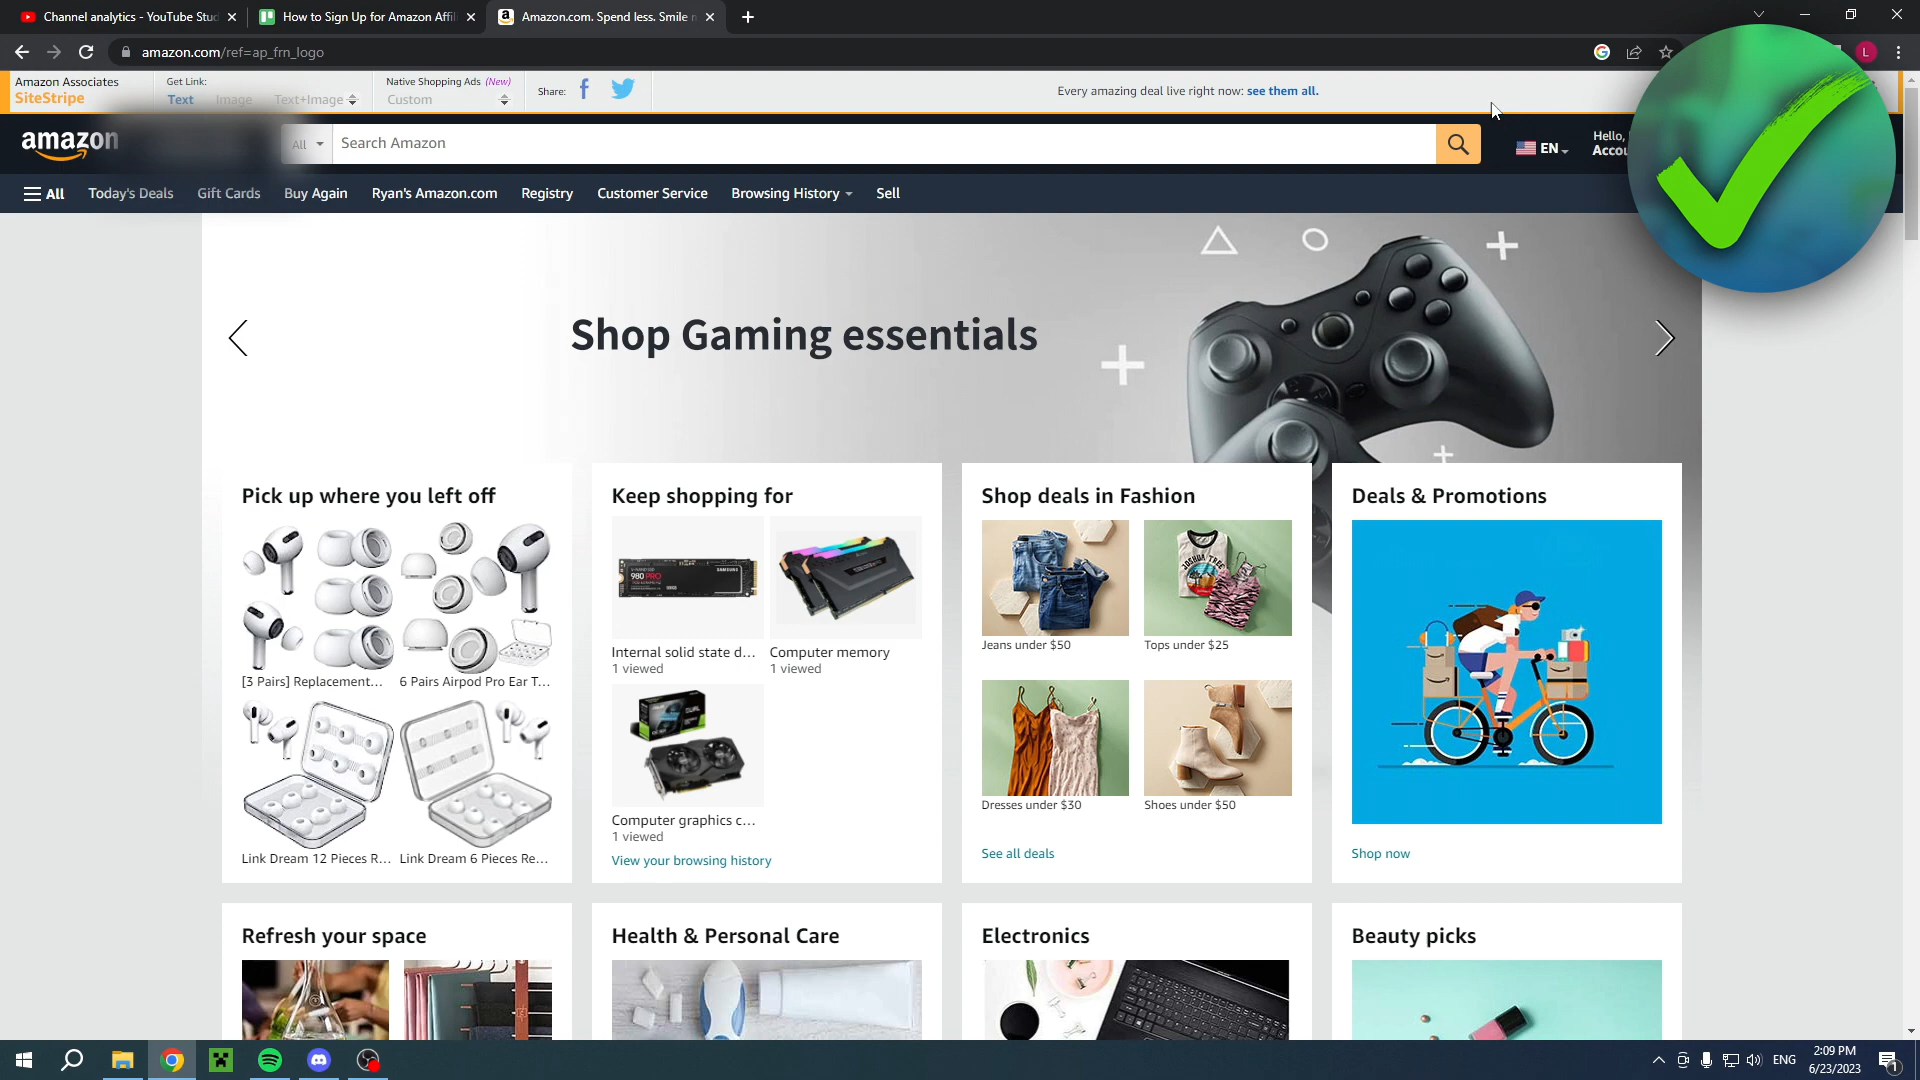 Channel analytics - YouTube Stud
How to Sign Up for Amazon Affil
Amazon.com. Spend less. Smile m
amazon.com/ref=ap_frn_logo
L
Amazon Associates
SiteStripe
Get Link:
Text Image Text+Image
Native Shopping Ads (New)
Custom
Share:
Every amazing deal live right now: see them all.
amazon
All
Search Amazon
EN
Hello,
Accou
All
Today's Deals
Gift Cards
Buy Again
Ryan's Amazon.com
Registry
Customer Service
Browsing History
Sell
Shop Gaming essentials
Pick up where you left off
[3 Pairs] Replacement...
6 Pairs Airpod Pro Ear T...
Link Dream 12 Pieces R...
Link Dream 6 Pieces Re...
Keep shopping for
SAMSUNG
980 PRO
Internal solid state d...
1 viewed
Computer memory
1 viewed
Computer graphics c...
1 viewed
View your browsing history
Shop deals in Fashion
Jeans under $50
JOSHUA TREE
Tops under $25
Dresses under $30
Shoes under $50
See all deals
Deals & Promotions
Shop now
Refresh your space
Health & Personal Care
Electronics
Beauty picks
ENG
2:09 PM
6/23/2023
1